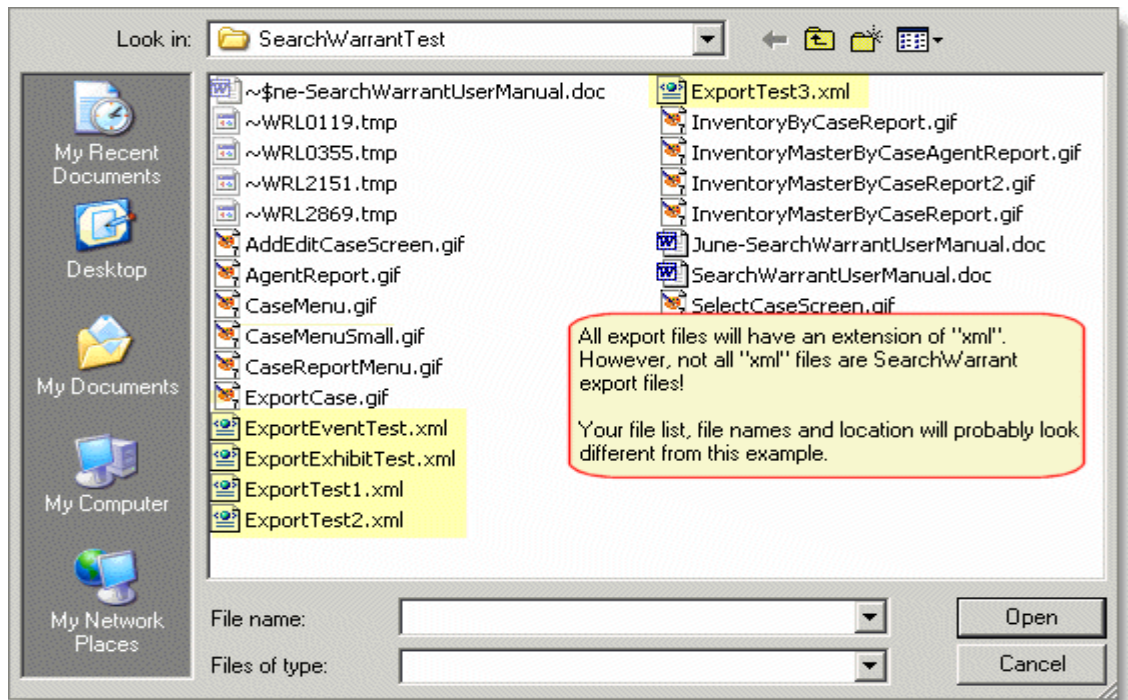 Look in:
SearchWarrantTest
My Recent
Documents
Desktop
My Documents
My Computer
My Network
Places
~$ne-SearchWarrantUserManual.doc
~WRL0119.tmp
~WRL0355.tmp
~WRL2151.tmp
~WRL2869.tmp
AddEditCaseScreen.gif
AgentReport.gif
CaseMenu.gif
CaseMenuSmall.gif
CaseReportMenu.gif
ExportCase.gif
ExportEventTest.xml
ExportExhibitTest.xml
ExportTest1.xml
ExportTest2.xml
ExportTest3.xml
InventoryByCaseReport.gif
InventoryMasterByCaseAgentReport.gif
InventoryMasterByCaseReport2.gif
InventoryMasterByCaseReport.gif
June-SearchWarrantUserManual.doc
SearchWarrantUserManual.doc
SelectCaseScreen.gif
All export files will have an extension of "xml".
However, not all "xml" files are SearchWarrant
export files!
Your file list, file names and location will probably look
different from this example.
File name:
Open
Files of type:
Cancel